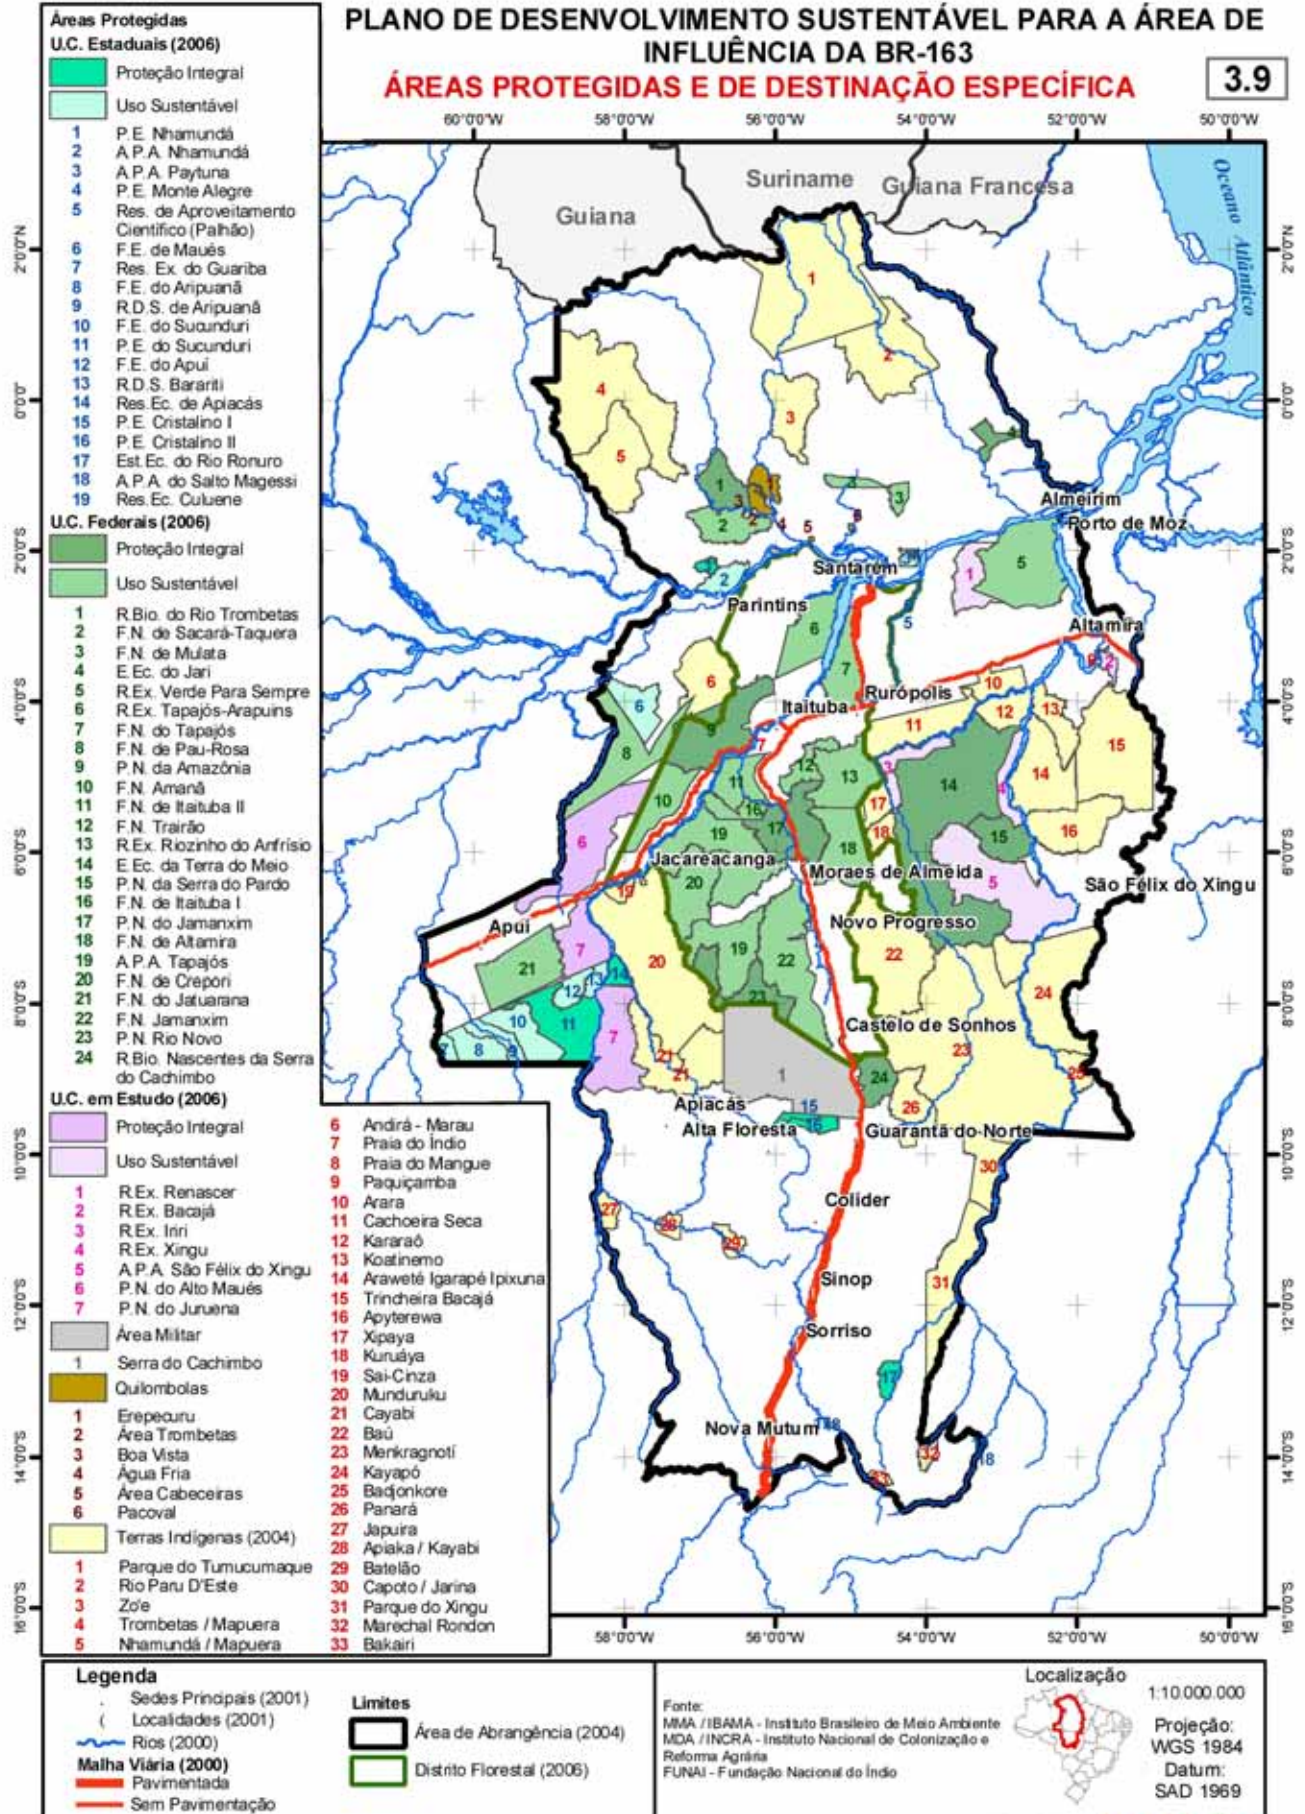 PLANO DE DESENVOLVIMENTO SUSTENTÁVEL PARA A ÁREA DE
INFLUÊNCIA DA BR-163
ÁREAS PROTEGIDAS E DE DESTINAÇÃO ESPECÍFICA
3.9
Áreas Protegidas
U.C. Estaduais (2006)
Proteção Integral
Uso Sustentável
1 P.E. Nhamundá
2 A.P.A. Nhamundá
3 A.P.A. Paytuna
4 P.E. Monte Alegre
5 Res. de Aproveitamento
Científico (Palhão)
6 F.E. de Maués
7 Res. Ex. do Guariba
8 F.E. do Aripuanã
9 R.D.S. de Aripuanã
10 F.E. do Sucunduri
11 P.E. do Sucunduri
12 F.E. do Apuí
13 R.D.S. Barariti
14 Res.Ec. de Apiacás
15 P.E. Cristalino I
16 P.E. Cristalino II
17 Est.Ec. do Rio Ronuro
18 A.P.A. do Salto Magessi
19 Res.Ec. Culuene
U.C. Federais (2006)
Proteção Integral
Uso Sustentável
1 R.Bio. do Rio Trombetas
2 F.N. de Sacará-Taquera
3 F.N. de Mulata
4 E.Ec. do Jari
5 R.Ex. Verde Para Sempre
6 R.Ex. Tapajós-Arapuins
7 F.N. do Tapajós
8 F.N. de Pau-Rosa
9 P.N. da Amazônia
10 F.N. Amanã
11 F.N. de Itaituba II
12 F.N. Trairão
13 R.Ex. Riozinho do Anfrísio
14 E.Ec. da Terra do Meio
15 P.N. da Serra do Pardo
16 F.N. de Itaituba I
17 P.N. do Jamanxim
18 F.N. de Altamira
19 A.P.A. Tapajós
20 F.N. de Crepori
21 F.N. do Jatuarana
22 F.N. Jamanxim
23 P.N. Rio Novo
24 R.Bio. Nascentes da Serra
do Cachimbo
U.C. em Estudo (2006)
Proteção Integral
Uso Sustentável
1 R.Ex. Renascer
2 R.Ex. Bacajá
3 R.Ex. Iriri
4 R.Ex. Xingu
5 A.P.A. São Félix do Xingu
6 P.N. do Alto Maués
7 P.N. do Juruena
Área Militar
1 Serra do Cachimbo
Quilombolas
1 Erepecuru
2 Área Trombetas
3 Boa Vista
4 Água Fria
5 Área Cabeceiras
6 Pacoval
Terras Indígenas (2004)
1 Parque do Tumucumaque
2 Rio Paru D'Este
3 Zo'e
4 Trombetas / Mapuera
5 Nhamundá / Mapuera
6 Andirá - Marau
7 Praia do Índio
8 Praia do Mangue
9 Paquiçamba
10 Arara
11 Cachoeira Seca
12 Kararaô
13 Koatinemo
14 Araweté Igarapé Ipixuna
15 Trincheira Bacajá
16 Apyterewa
17 Xipaya
18 Kuruáya
19 Sai-Cinza
20 Munduruku
21 Cayabi
22 Baú
23 Menkragnotí
24 Kayapó
25 Badjonkore
26 Panará
27 Japuira
28 Apiaka / Kayabi
29 Batelão
30 Capoto / Jarina
31 Parque do Xingu
32 Marechal Rondon
33 Bakairi
60°00'W 58°00'W 56°00'W 54°00'W 52°00'W 50°00'W
Guiana
Suriname
Guiana Francesa
Oceano Atlântico
Almeirim
Porto de Moz
Santarém
Parintins
Altamira
Rurópolis
Itaituba
Jacareacanga
Moraes de Almeida
São Félix do Xingu
Novo Progresso
Apuí
Castelo de Sonhos
Apiacás
Alta Floresta
Guarantã do Norte
Colider
Sinop
Sorriso
Nova Mutum
2°0'0"N
0°0'0"
2°0'0"S
4°0'0"S
6°0'0"S
8°0'0"S
10°0'0"S
12°0'0"S
14°0'0"S
16°0'0"S
58°00'W 56°00'W 54°00'W 52°00'W 50°00'W
Legenda
Sedes Principais (2001)
Localidades (2001)
Rios (2000)
Malha Viária (2000)
Pavimentada
Sem Pavimentação
Limites
Área de Abrangência (2004)
Distrito Florestal (2006)
Fonte:
MMA / IBAMA - Instituto Brasileiro de Meio Ambiente
MDA / INCRA - Instituto Nacional de Colonização e
Reforma Agrária
FUNAI - Fundação Nacional do Índio
Localização
1:10.000.000
Projeção:
WGS 1984
Datum:
SAD 1969